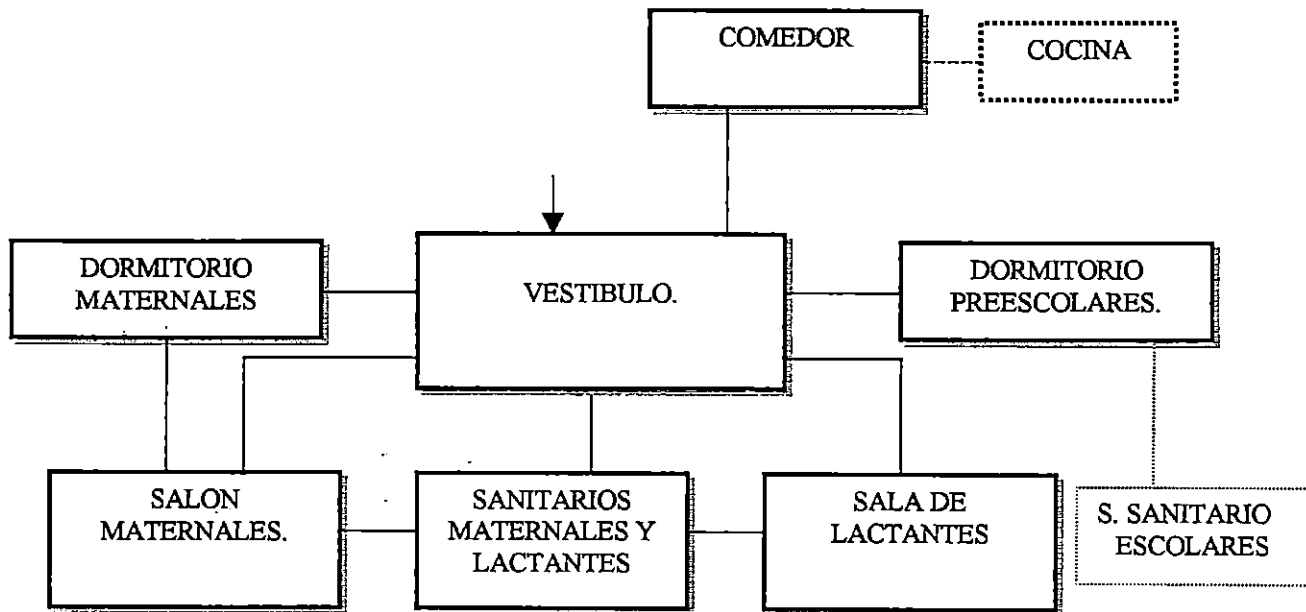 COMEDOR
COCINA
DORMITORIO
MATERNALES
VESTIBULO.
DORMITORIO
PREESCOLARES.
SALON
MATERNALES.
SANITARIOS
MATERNALES Y
LACTANTES
SALA DE
LACTANTES
S. SANITARIO
ESCOLARES